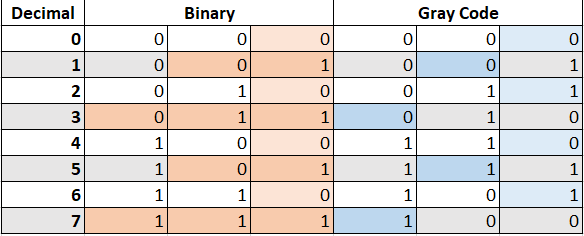 Decimal Binary Gray Code
0 0 0 0 0 0 0
1 0 0 1 0 0 1
2 0 1 0 0 1 1
3 0 1 1 0 1 0
4 1 0 0 1 1 0
5 1 0 1 1 1 1
6 1 1 0 1 0 1
7 1 1 1 1 0 0